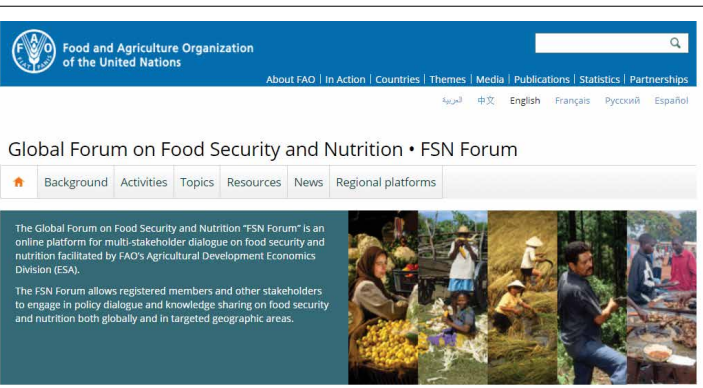 F A O
FIAT PANIS
Food and Agriculture Organization
of the United Nations
About FAO | In Action | Countries | Themes | Media | Publications | Statistics | Partnerships
العربية 中文 English Français Русский Español
Global Forum on Food Security and Nutrition • FSN Forum
Background Activities Topics Resources News Regional platforms
The Global Forum on Food Security and Nutrition “FSN Forum” is an
online platform for multi-stakeholder dialogue on food security and
nutrition facilitated by FAO's Agricultural Development Economics
Division (ESA).
The FSN Forum allows registered members and other stakeholders
to engage in policy dialogue and knowledge sharing on food security
and nutrition both globally and in targeted geographic areas.